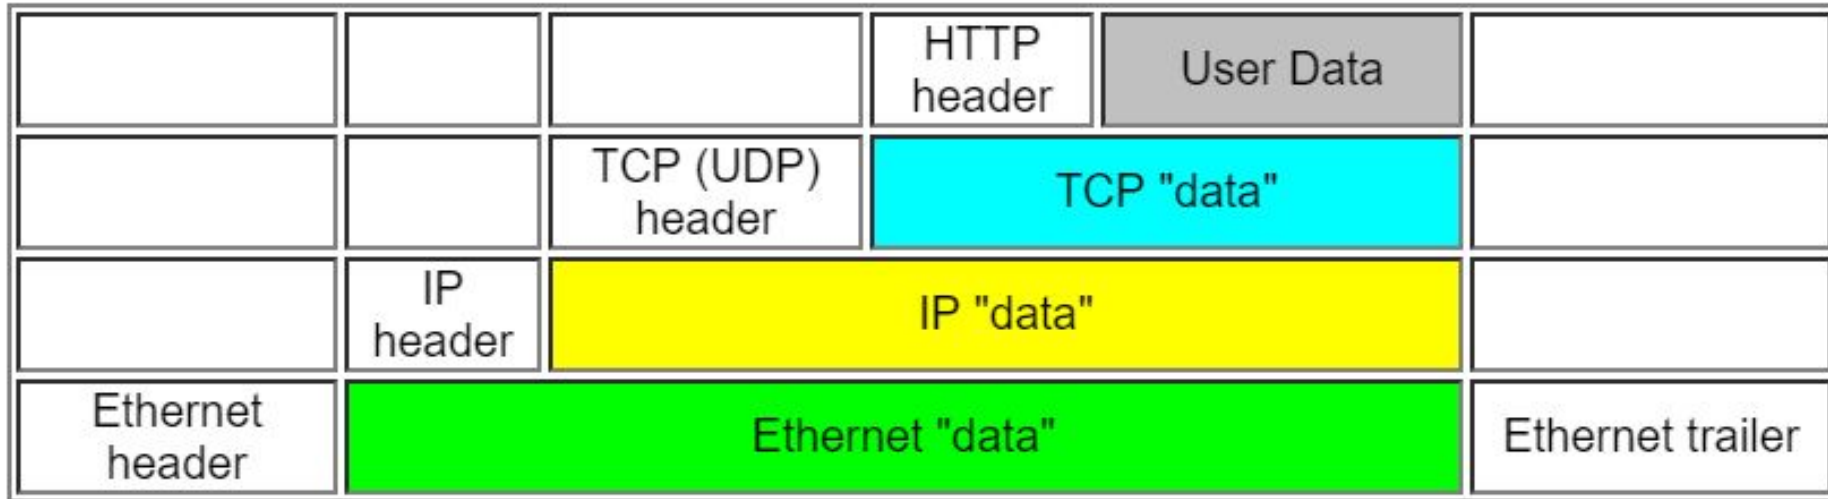 HTTP
header
User Data
TCP (UDP)
header
TCP "data"
IP
header
IP "data"
Ethernet
header
Ethernet "data"
Ethernet trailer